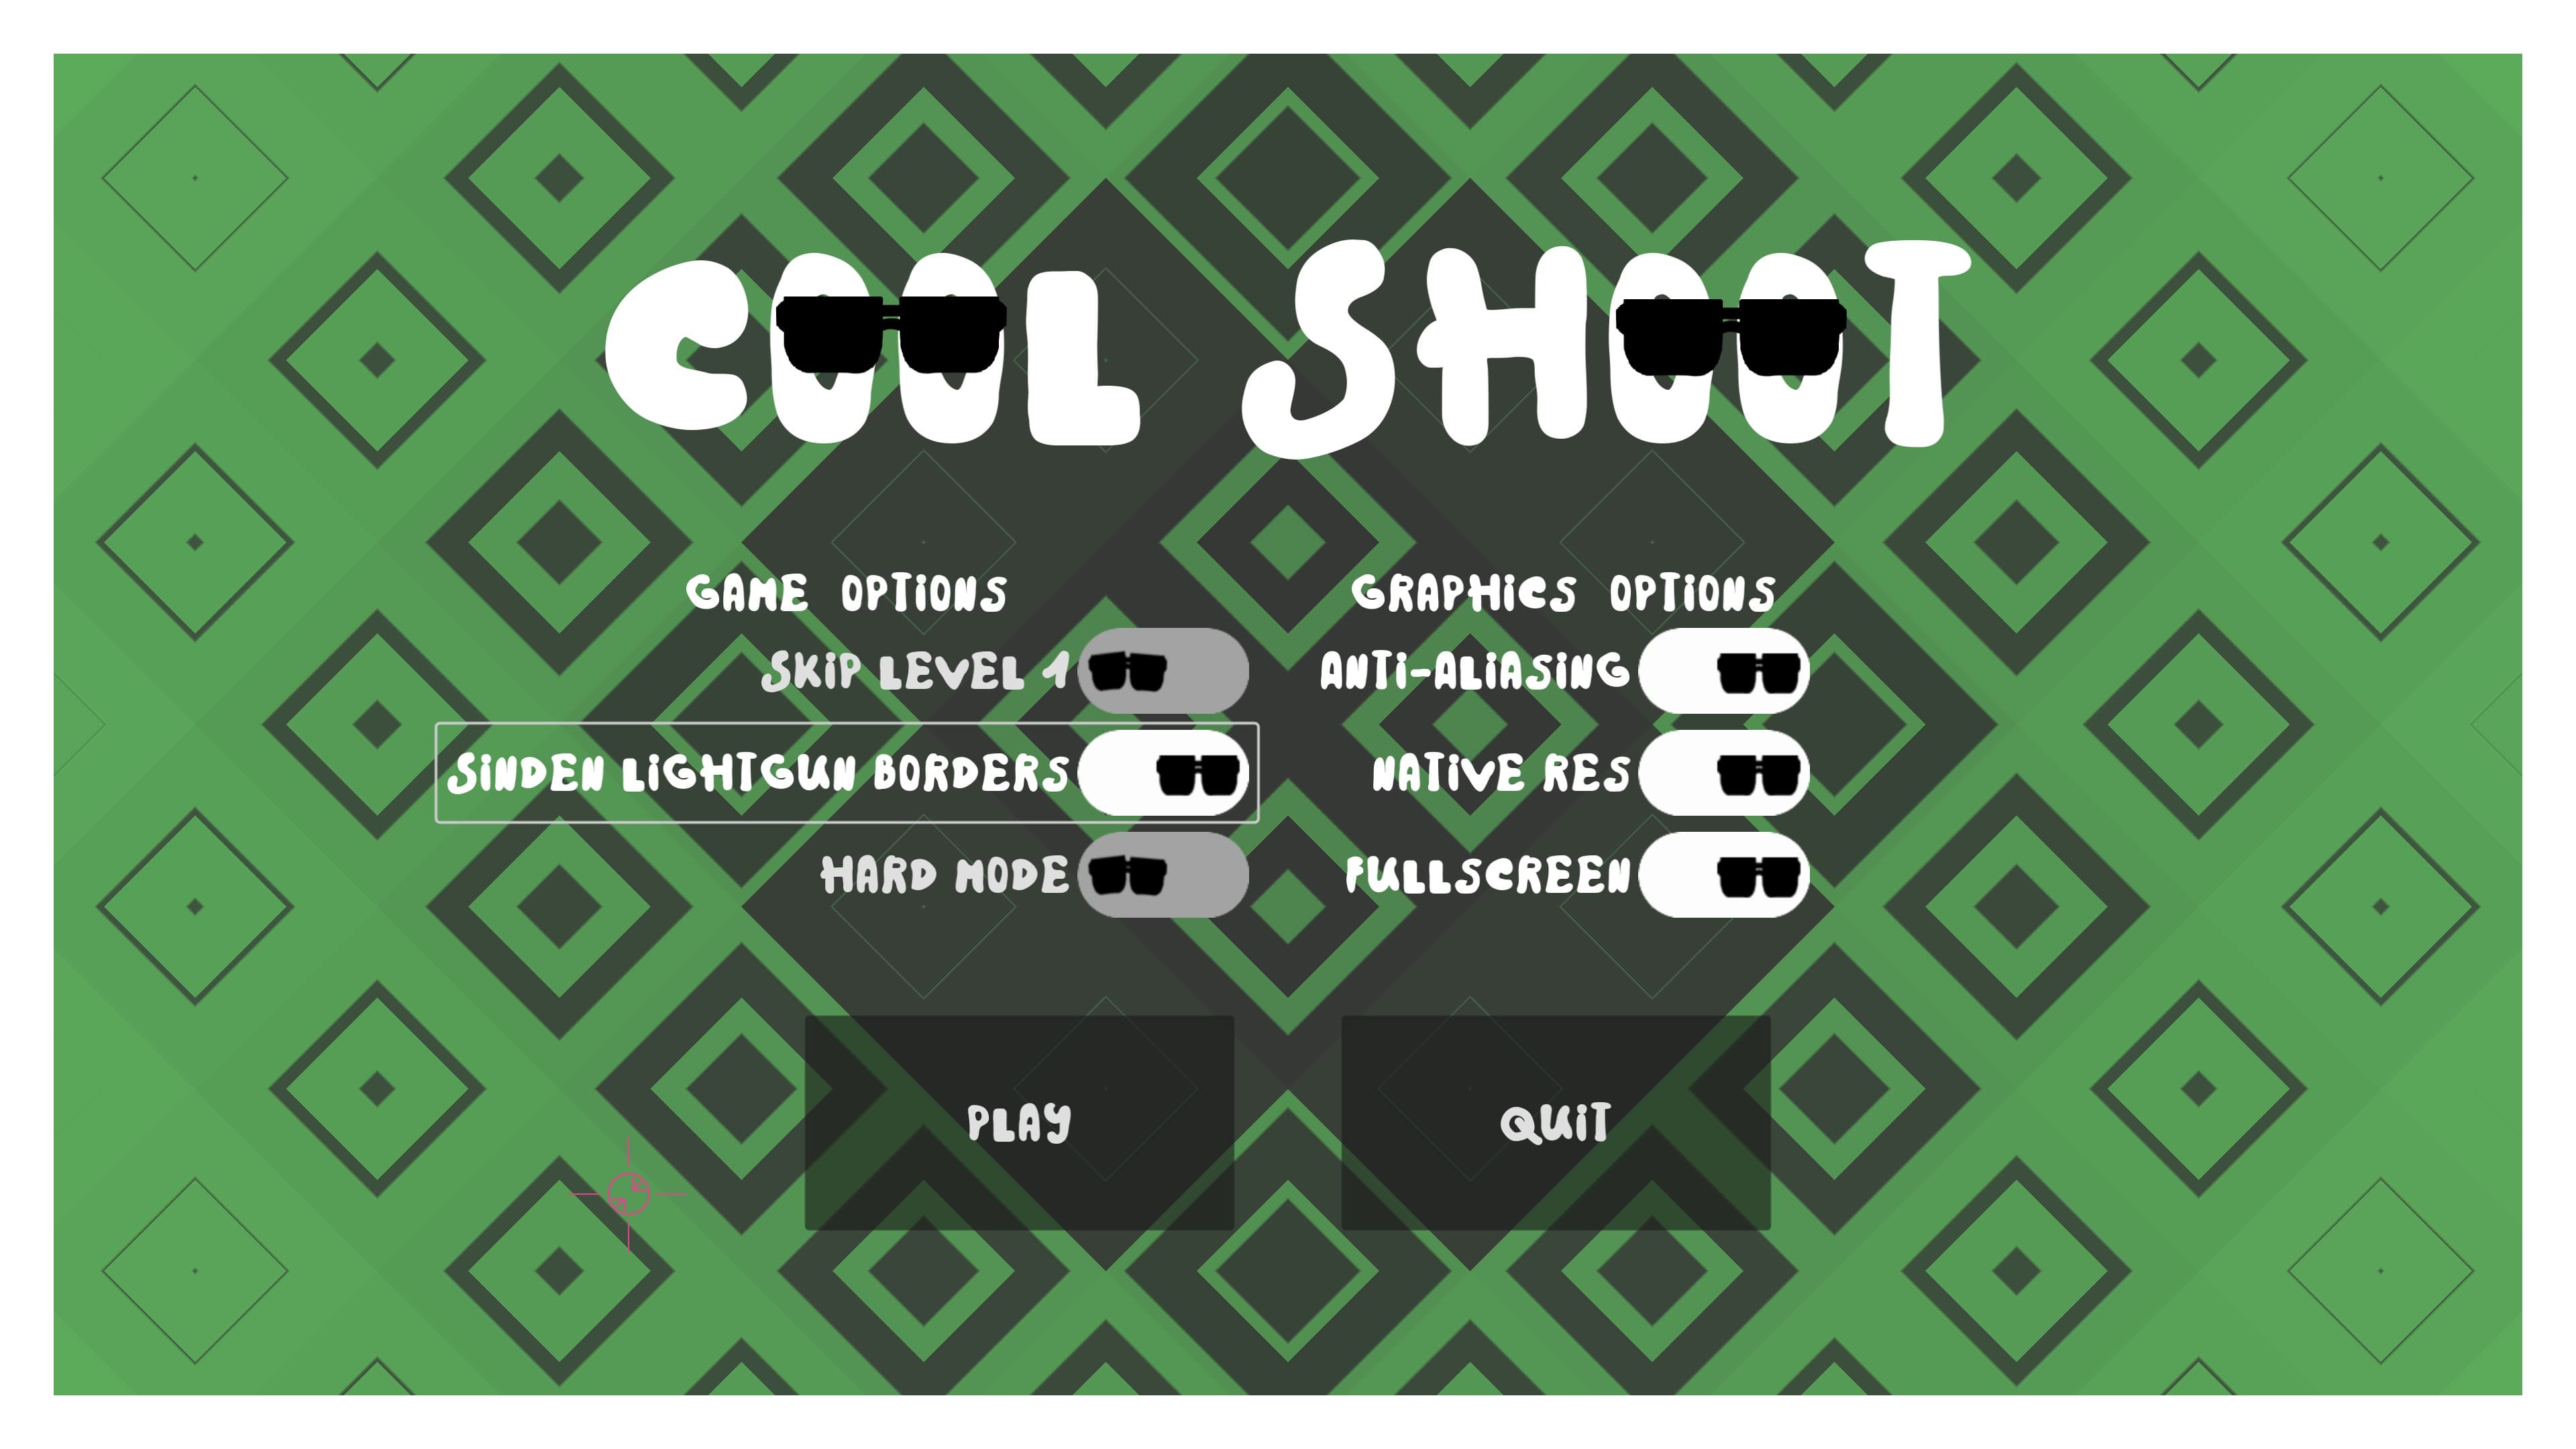 COOL SHOOT
GAME OPTIONS
SKIP LEVEL 1
SINDEN LIGHTGUN BORDERS
HARD MODE
GRAPHICS OPTIONS
ANTI-ALIASING
NATIVE RES
FULLSCREEN
PLAY
QUIT